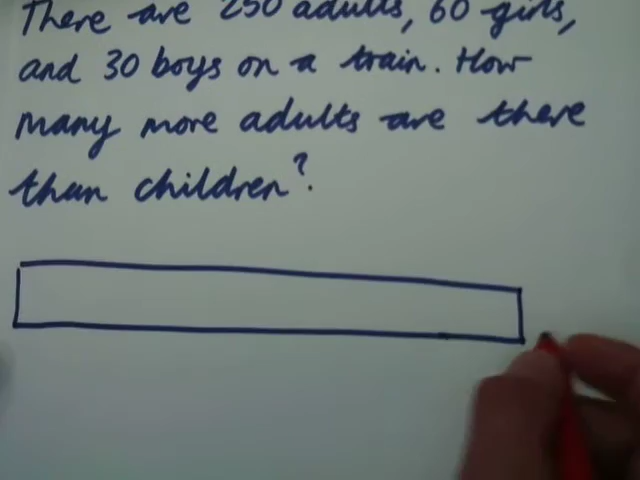 There are 250 adults, 60 girls,
and 30 boys on a train. How
many more adults are there
than children?